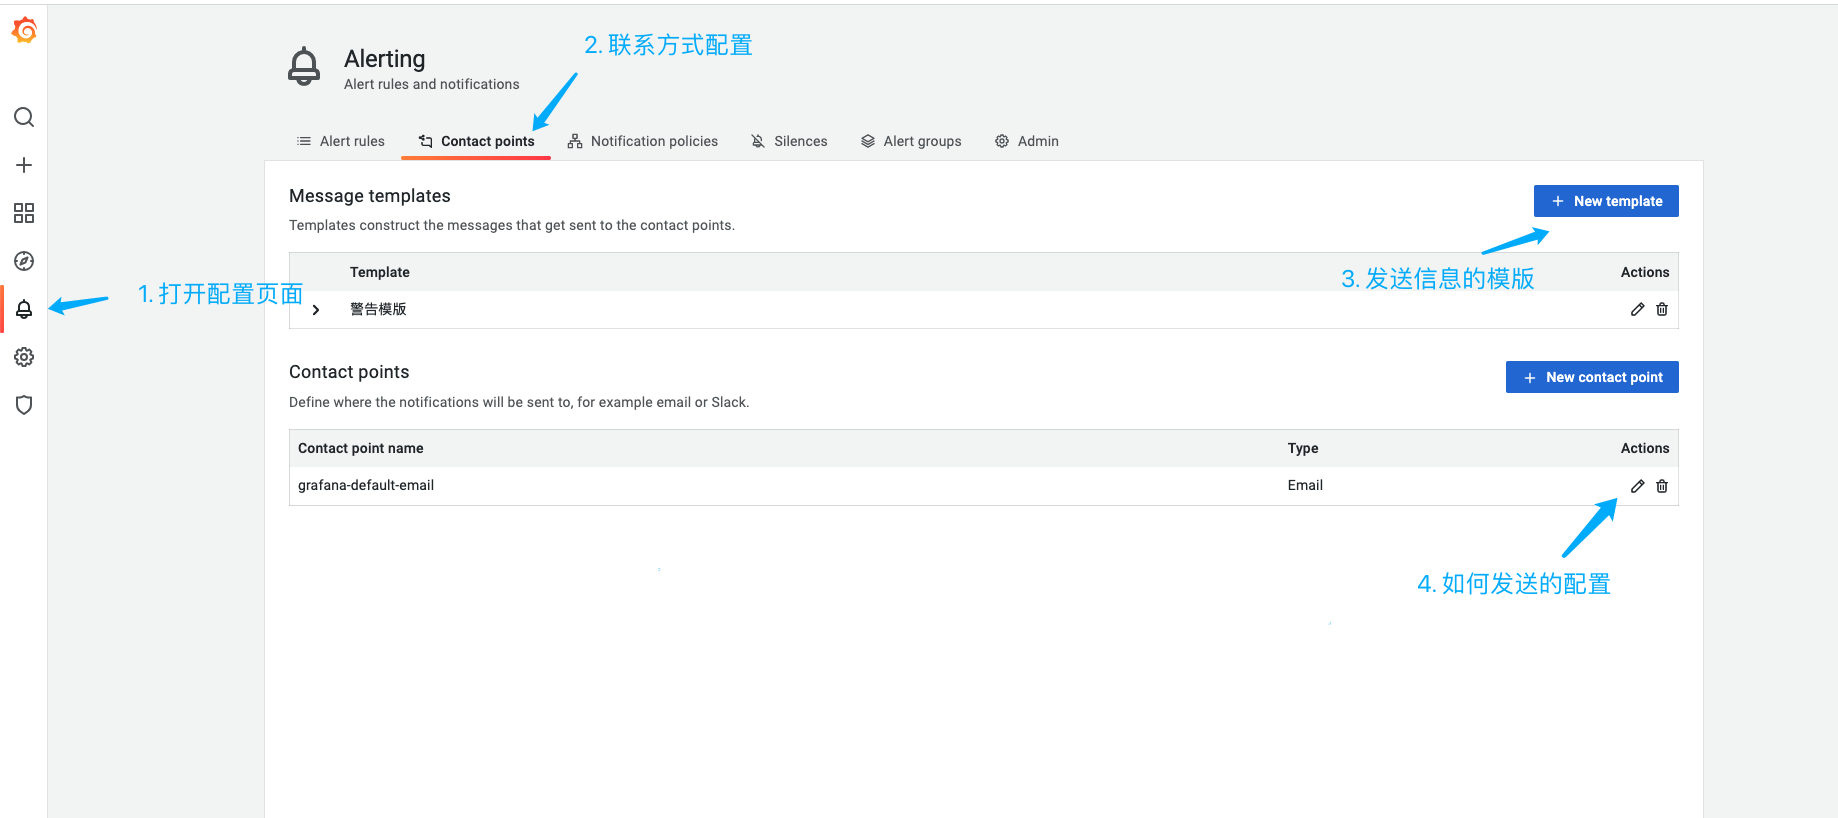 2. 联系方式配置
Alerting
Alert rules and notifications
Alert rules
Contact points
Notification policies
Silences
Alert groups
Admin
Message templates
New template
Templates construct the messages that get sent to the contact points.
3. 发送信息的模版
Template
Actions
1. 打开配置页面
警告模版
Contact points
New contact point
Define where the notifications will be sent to, for example email or Slack.
Contact point name
Type
Actions
grafana-default-email
Email
4. 如何发送的配置